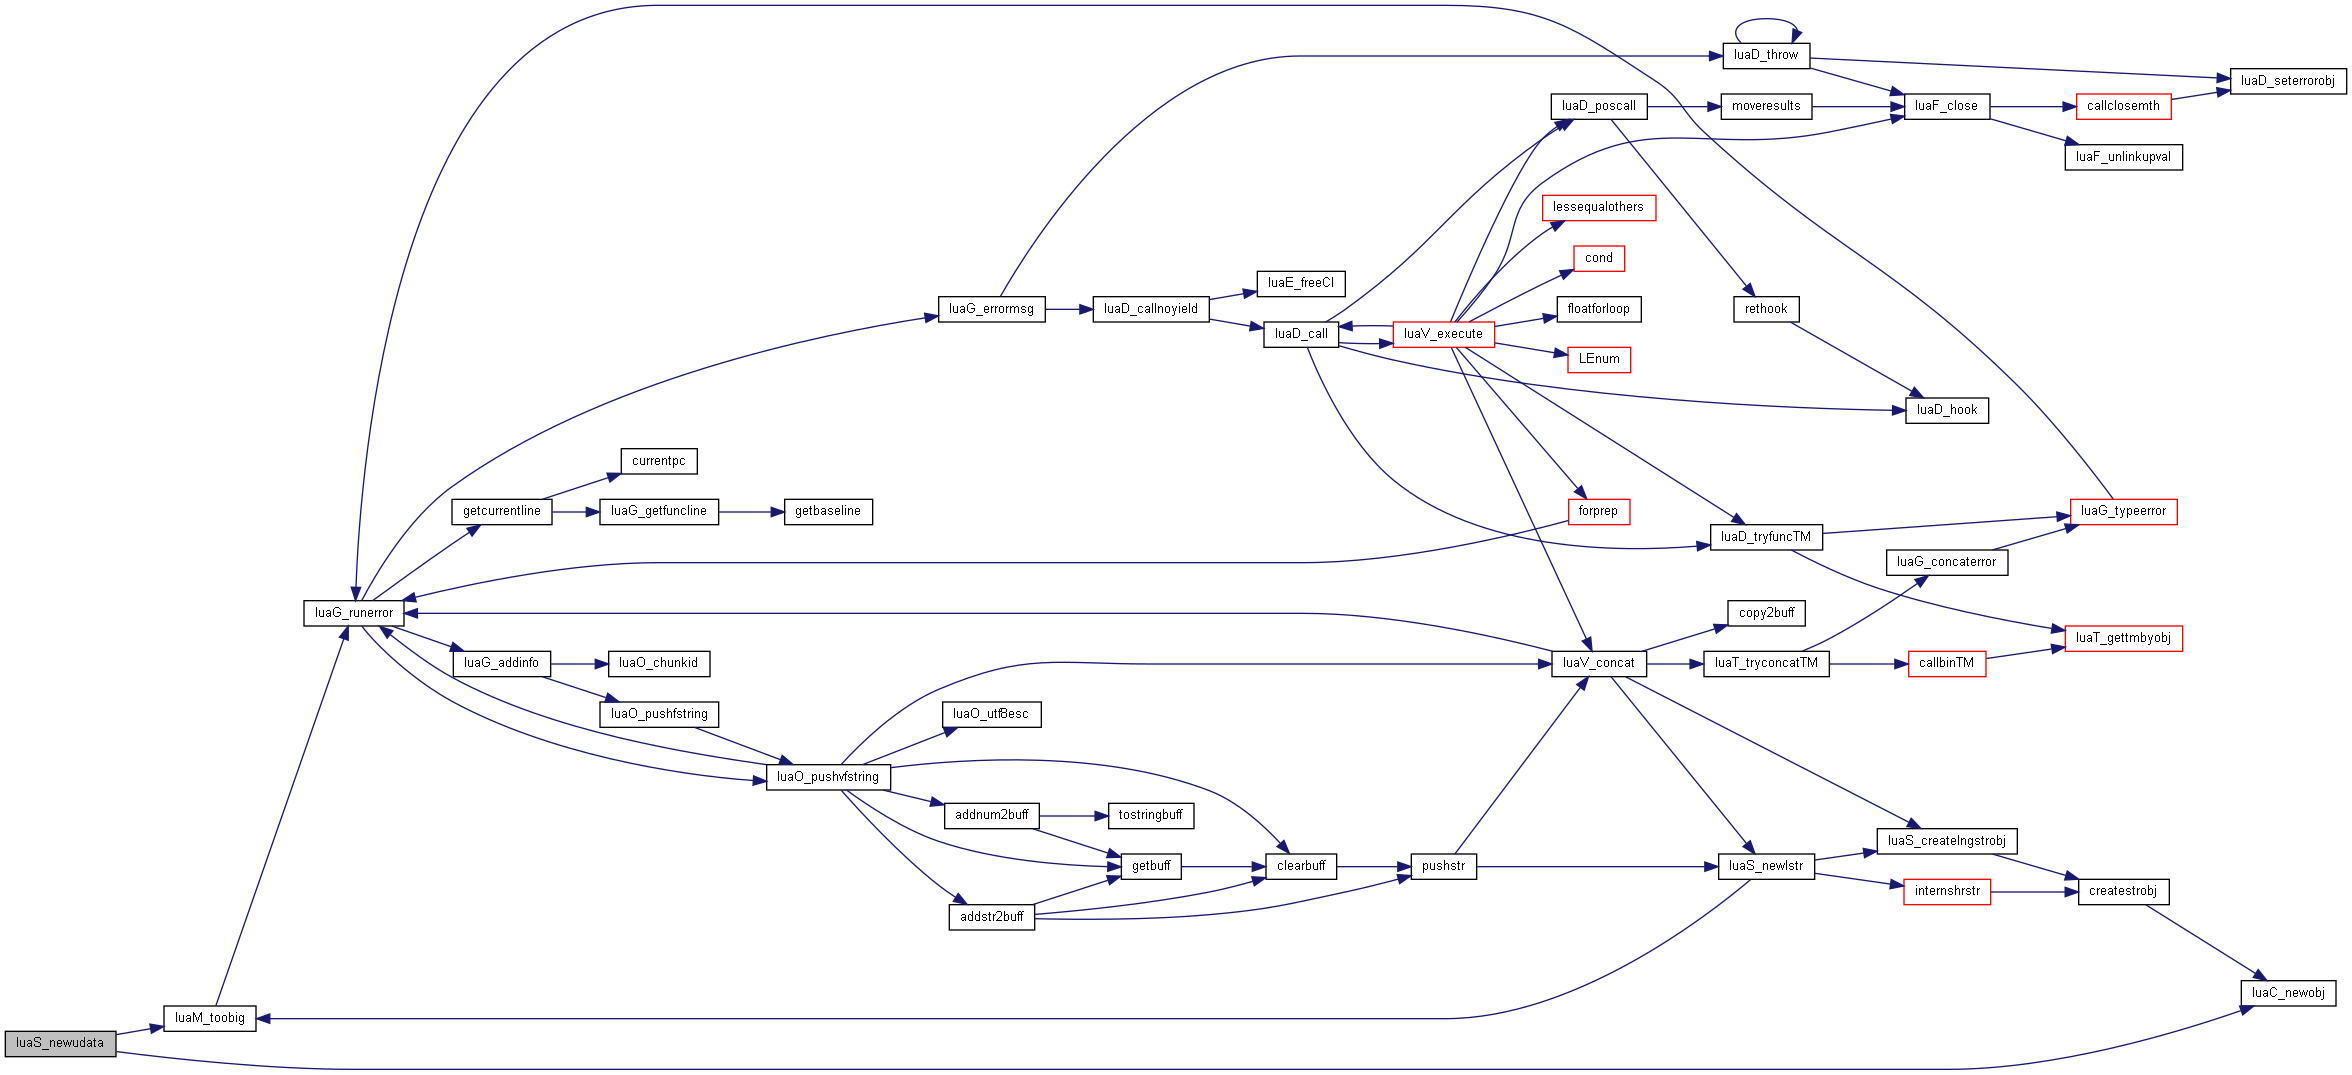 luaD_throw
luaD_seterrorobj
luaD_poscall
moveresults
luaF_close
callclosemth
luaF_unlinkupval
lessequalothers
cond
luaE_freeCI
luaG_errormsg
luaD_callnoyield
floatforloop
rethook
luaD_call
luaV_execute
LEnum
luaD_hook
currentpc
getcurrentline
luaG_getfuncline
getbaseline
forprep
luaG_typeerror
luaD_tryfuncTM
luaG_concaterror
luaG_runerror
copy2buff
luaT_gettmbyobj
luaG_addinfo
luaO_chunkid
luaV_concat
luaT_tryconcatTM
callbinTM
luaO_pushfstring
luaO_utf8esc
luaO_pushvfstring
addnum2buff
tostringbuff
luaS_createlngstrobj
getbuff
clearbuff
pushstr
luaS_newlstr
internshrstr
createstrobj
addstr2buff
luaC_newobj
luaM_toobig
luaS_newudata